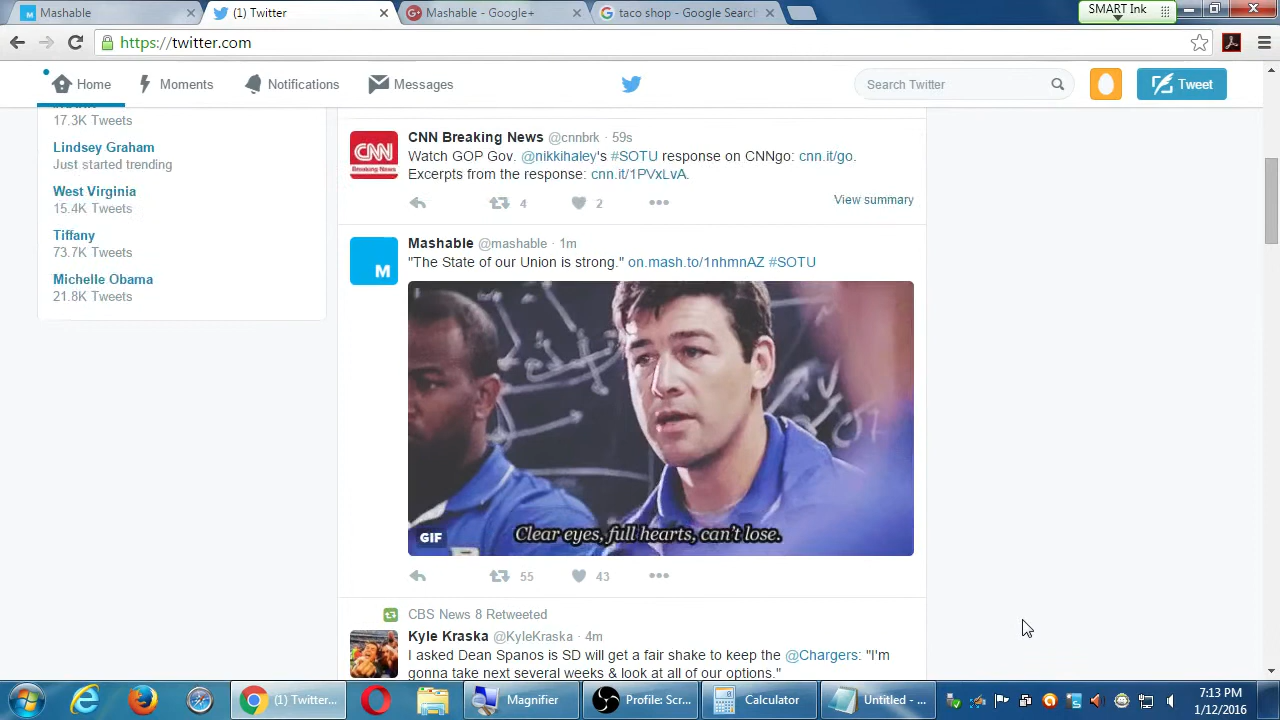 Mashable
(1) Twitter
Mashable - Google+
taco shop - Google Search
SMART Ink
https://twitter.com
Home
Moments
Notifications
Messages
Search Twitter
Tweet
17.3K Tweets
Lindsey Graham
Just started trending
West Virginia
15.4K Tweets
Tiffany
73.7K Tweets
Michelle Obama
21.8K Tweets
CNN Breaking News @cnnbrk · 59s
Watch GOP Gov. @nikkihaley's #SOTU response on CNNgo, cnn.it/go.
Excerpts from the response: cnn.it/1PVxLvA.
CNN
Breaking News
4
2
View summary
Mashable @mashable · 1m
"The State of our Union is strong." on.mash.to/1nhmnAZ #SOTU
M
Clear eyes, full hearts, can't lose.
GIF
55
43
CBS News 8 Retweeted
Kyle Kraska @KyleKraska · 4m
I asked Dean Spanos is SD will get a fair shake to keep the @Chargers: "I'm
gonna take next several weeks & look at all of our options."
(1) Twitter...
Magnifier
Profile: Scr...
Calculator
Untitled - ...
7:13 PM
1/12/2016